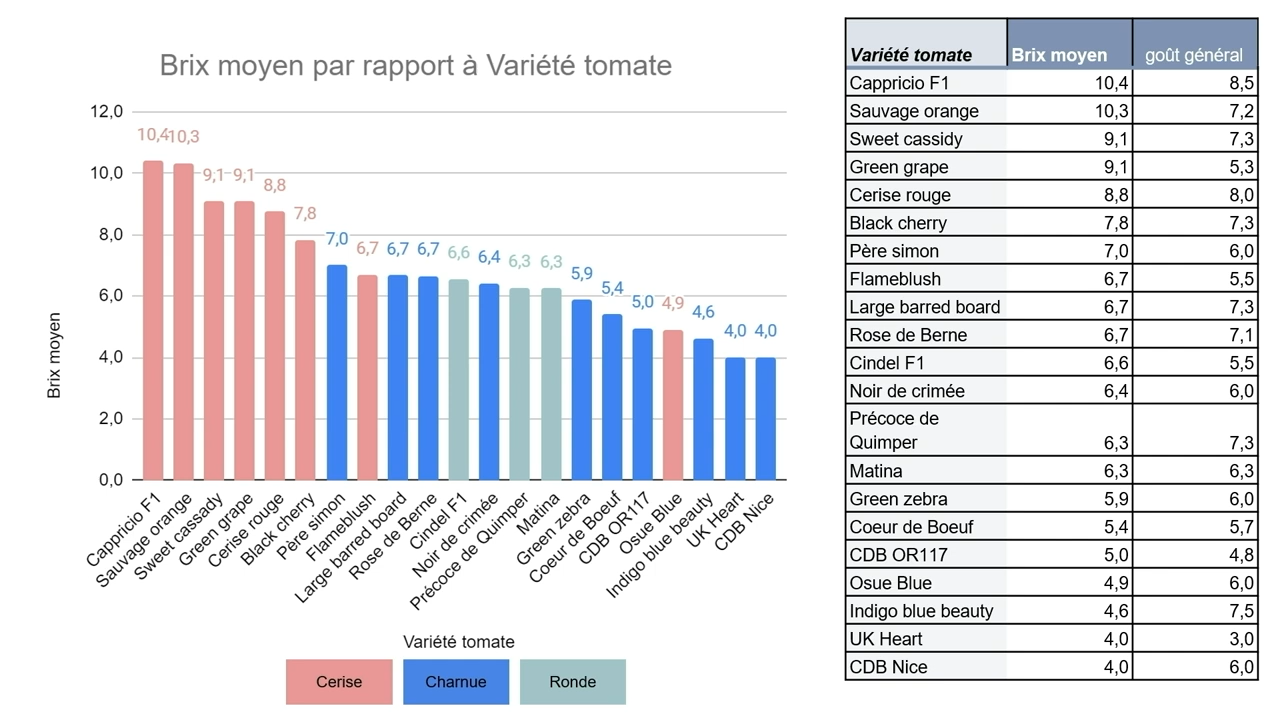 Brix moyen par rapport à Variété tomate
Brix moyen
12,0
10,0
8,0
6,0
4,0
2,0
0,0
10,4 10,3 9,1 9,1 8,8 7,8 7,0 6,7 6,7 6,7 6,6 6,4 6,3 6,3 5,9 5,4 5,0 4,9 4,6 4,0 4,0
Cappricio F1
Sauvage orange
Sweet cassady
Green grape
Cerise rouge
Black cherry
Père simon
Flameblush
Large barred board
Rose de Berne
Cindel F1
Noir de crimée
Précoce de Quimper
Matina
Green zebra
Coeur de Boeuf
CDB OR117
Osue Blue
Indigo blue beauty
UK Heart
CDB Nice
Variété tomate
Cerise Charnue Ronde
Variété tomate Brix moyen goût général
Cappricio F1 10,4 8,5
Sauvage orange 10,3 7,2
Sweet cassidy 9,1 7,3
Green grape 9,1 5,3
Cerise rouge 8,8 8,0
Black cherry 7,8 7,3
Père simon 7,0 6,0
Flameblush 6,7 5,5
Large barred board 6,7 7,3
Rose de Berne 6,7 7,1
Cindel F1 6,6 5,5
Noir de crimée 6,4 6,0
Précoce de
Quimper 6,3 7,3
Matina 6,3 6,3
Green zebra 5,9 6,0
Coeur de Boeuf 5,4 5,7
CDB OR117 5,0 4,8
Osue Blue 4,9 6,0
Indigo blue beauty 4,6 7,5
UK Heart 4,0 3,0
CDB Nice 4,0 6,0